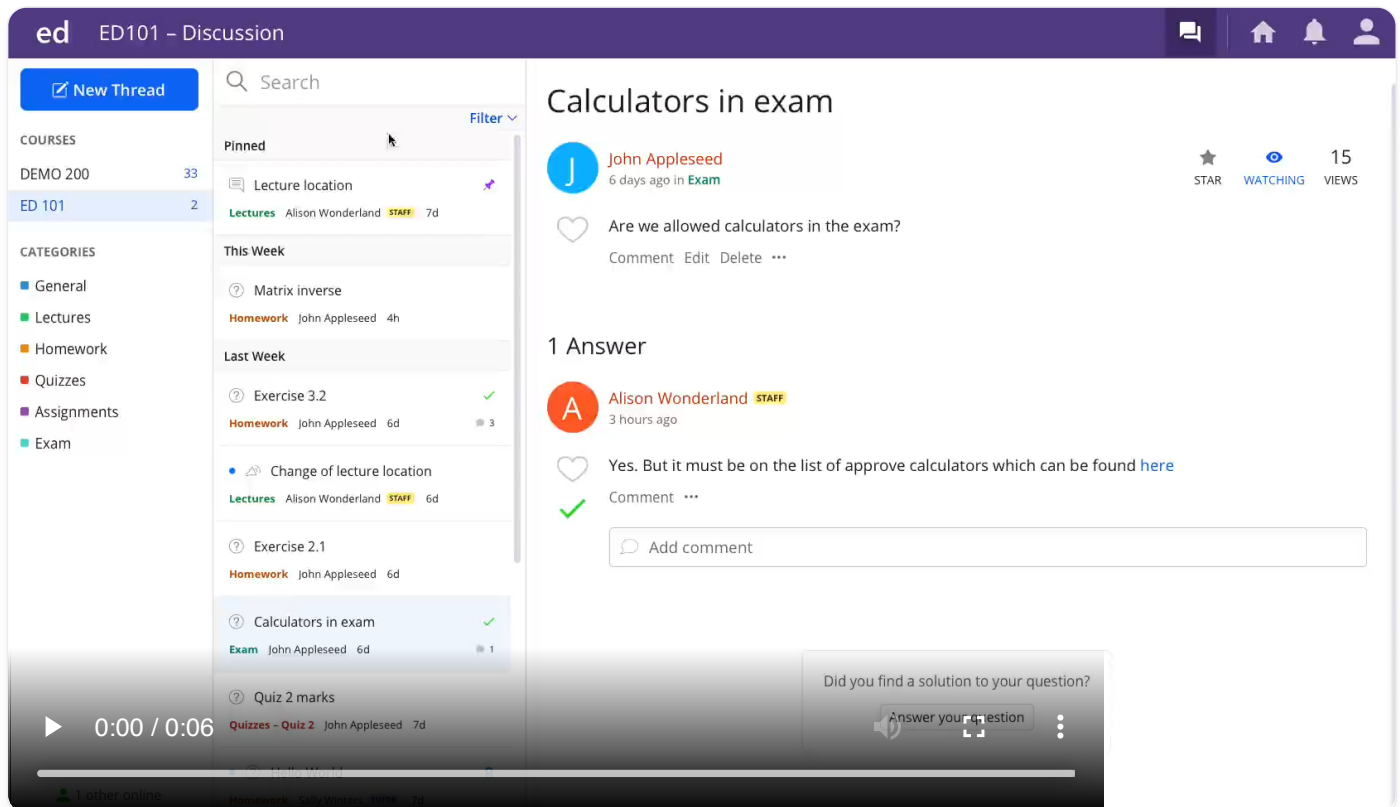 ed ED101 – Discussion
New Thread
COURSES
DEMO 200 33
ED 101 2
CATEGORIES
General
Lectures
Homework
Quizzes
Assignments
Exam
1 other online
Search
Filter
Pinned
Lecture location
Lectures Alison Wonderland STAFF 7d
This Week
Matrix inverse
Homework John Appleseed 4h
Last Week
Exercise 3.2
Homework John Appleseed 6d 3
Change of lecture location
Lectures Alison Wonderland STAFF 6d
Exercise 2.1
Homework John Appleseed 6d
Calculators in exam
Exam John Appleseed 6d 1
Quiz 2 marks
Quizzes – Quiz 2 John Appleseed 7d
Hello World
Homework Sally Winters 7d
Calculators in exam
J
John Appleseed
6 days ago in Exam
STAR
WATCHING
15
VIEWS
Are we allowed calculators in the exam?
Comment Edit Delete
1 Answer
A
Alison Wonderland STAFF
3 hours ago
Yes. But it must be on the list of approve calculators which can be found here
Comment
Add comment
Did you find a solution to your question?
Answer your question
0:00 / 0:06